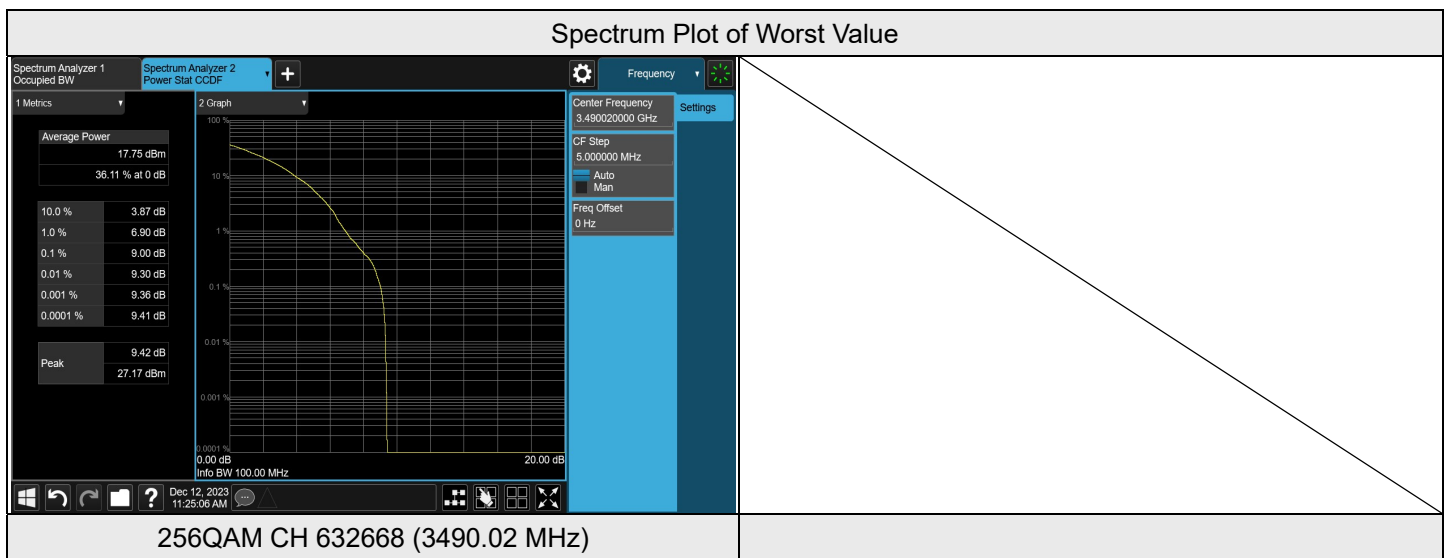 Spectrum Plot of Worst Value
Spectrum Analyzer 1
Occupied BW
Spectrum Analyzer 2
Power Stat CCDF
+
Frequency
1 Metrics
2 Graph
Center Frequency
3.490020000 GHz
Settings
CF Step
5.000000 MHz
Auto
Man
Freq Offset
0 Hz
Average Power
17.75 dBm
36.11 % at 0 dB
10.0 % 3.87 dB
1.0 % 6.90 dB
0.1 % 9.00 dB
0.01 % 9.30 dB
0.001 % 9.36 dB
0.0001 % 9.41 dB
Peak
9.42 dB
27.17 dBm
100 %
10 %
1 %
0.1 %
0.01 %
0.001 %
0.0001 %
0.00 dB 20.00 dB
Info BW 100.00 MHz
?
Dec 12, 2023
11:25:06 AM
256QAM CH 632668 (3490.02 MHz)